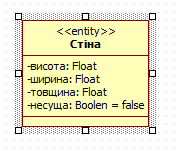 <<entity>>
Стіна
-висота: Float
-ширина: Float
-товщина: Float
-несуща: Boolen = false